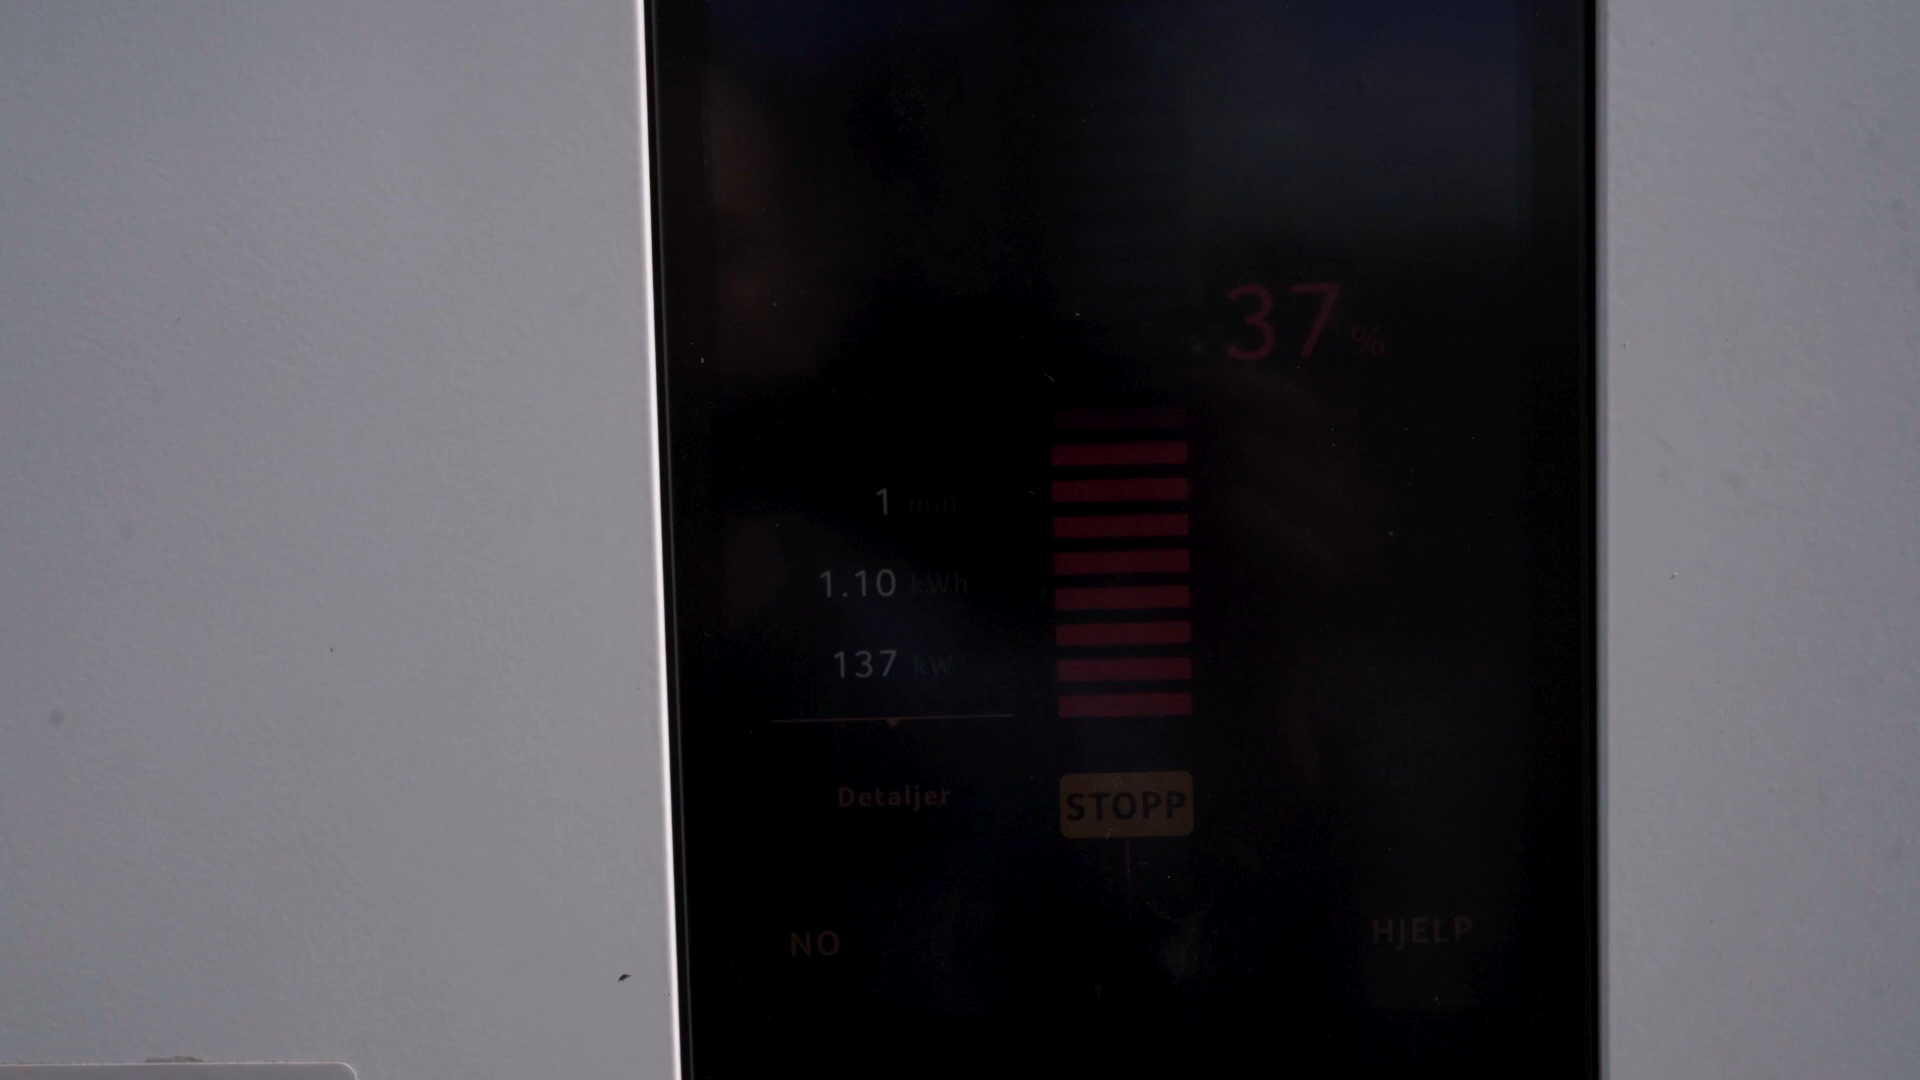 37 %
1 min
1.10 kWh
137 kW
Detaljer
STOPP
NO
HJELP